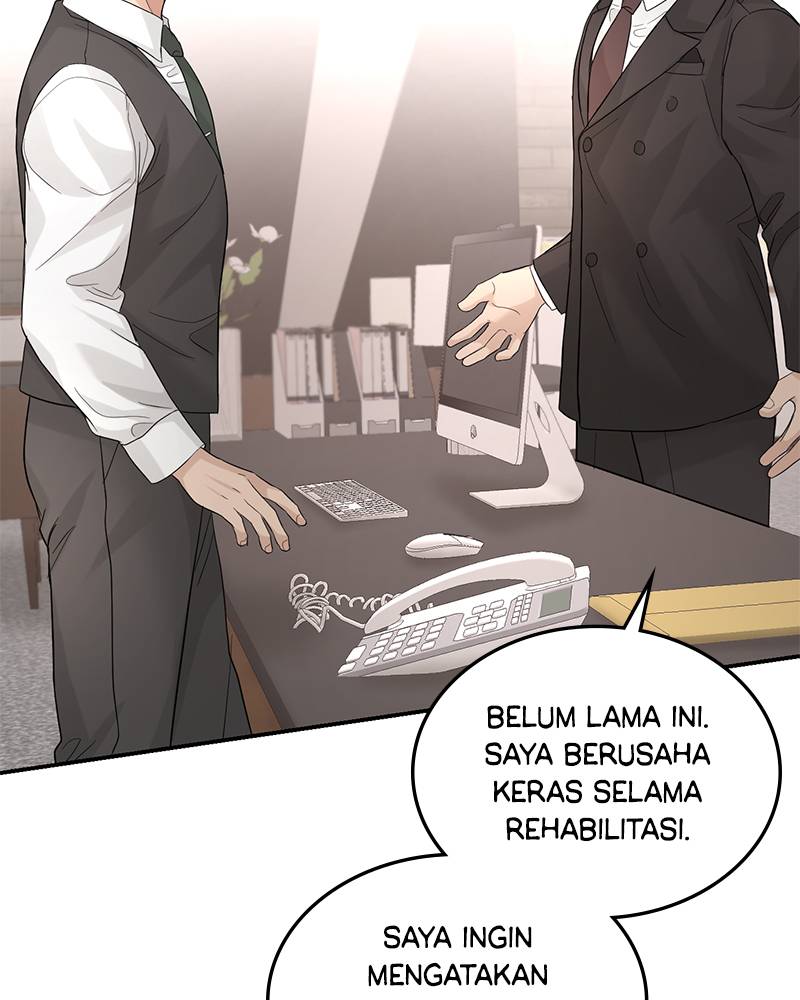 BELUM LAMA INI.
SAYA BERUSAHA
KERAS SELAMA
REHABILITASI.
SAYA INGIN
MENGATAKAN